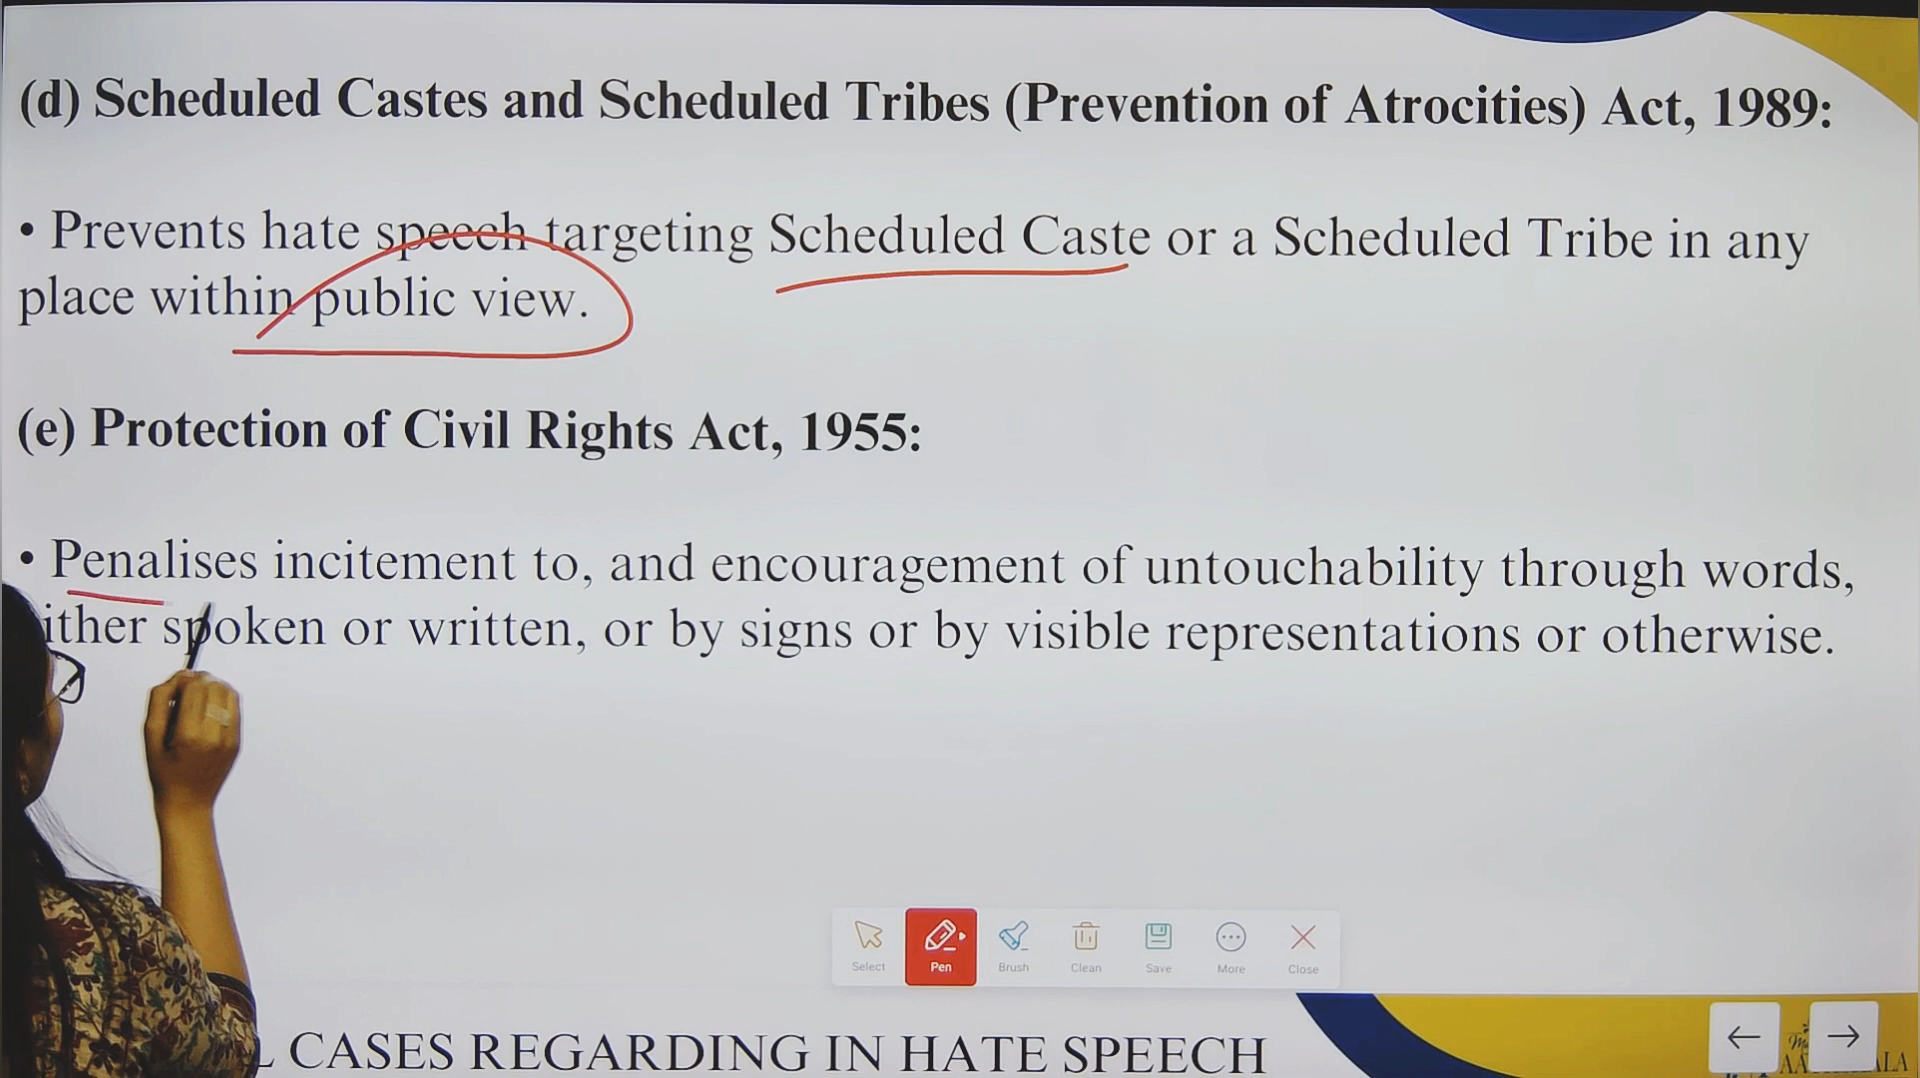 (d) Scheduled Castes and Scheduled Tribes (Prevention of Atrocities) Act, 1989:
• Prevents hate speech targeting Scheduled Caste or a Scheduled Tribe in any
place within public view.
(e) Protection of Civil Rights Act, 1955:
• Penalises incitement to, and encouragement of untouchability through words,
ither spoken or written, or by signs or by visible representations or otherwise.
Select Pen Brush Clean Save More Close
CASES REGARDING IN HATE SPEECH